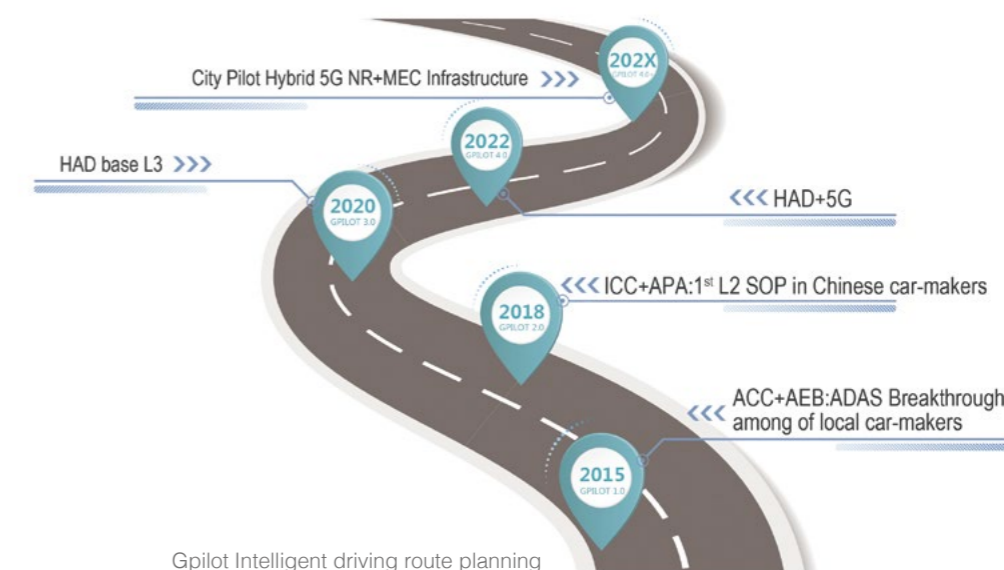 202X
GPILOT 4.0+
City Pilot Hybrid 5G NR+MEC Infrastructure >>>
2022
GPILOT 4.0
HAD base L3 >>>
2020
GPILOT 3.0
<<< HAD+5G
<<< ICC+APA:1st L2 SOP in Chinese car-makers
2018
GPILOT 2.0
<<< ACC+AEB:ADAS Breakthrough
among of local car-makers
2015
GPILOT 1.0
Gpilot Intelligent driving route planning